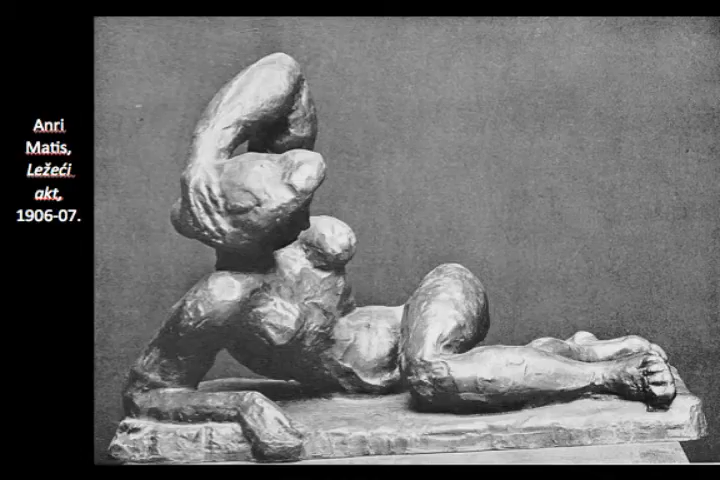 Anri
Matis,
Ležeći
akt,
1906-07.